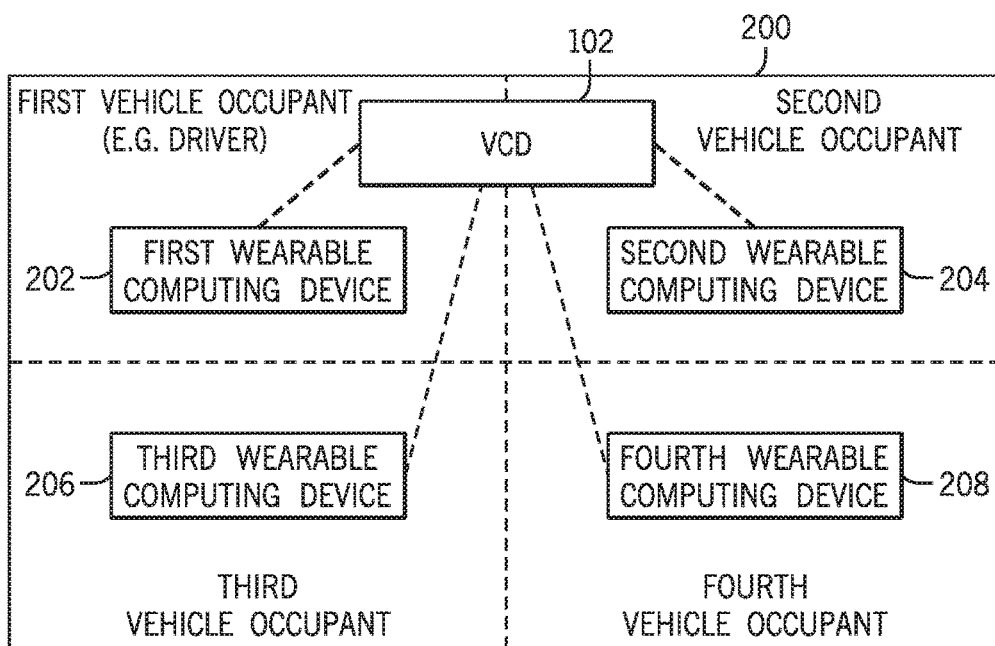 200
102
FIRST VEHICLE OCCUPANT
(E.G. DRIVER)
VCD
SECOND
VEHICLE OCCUPANT
202
FIRST WEARABLE
COMPUTING DEVICE
SECOND WEARABLE
COMPUTING DEVICE
204
206
THIRD WEARABLE
COMPUTING DEVICE
FOURTH WEARABLE
COMPUTING DEVICE
208
THIRD
VEHICLE OCCUPANT
FOURTH
VEHICLE OCCUPANT